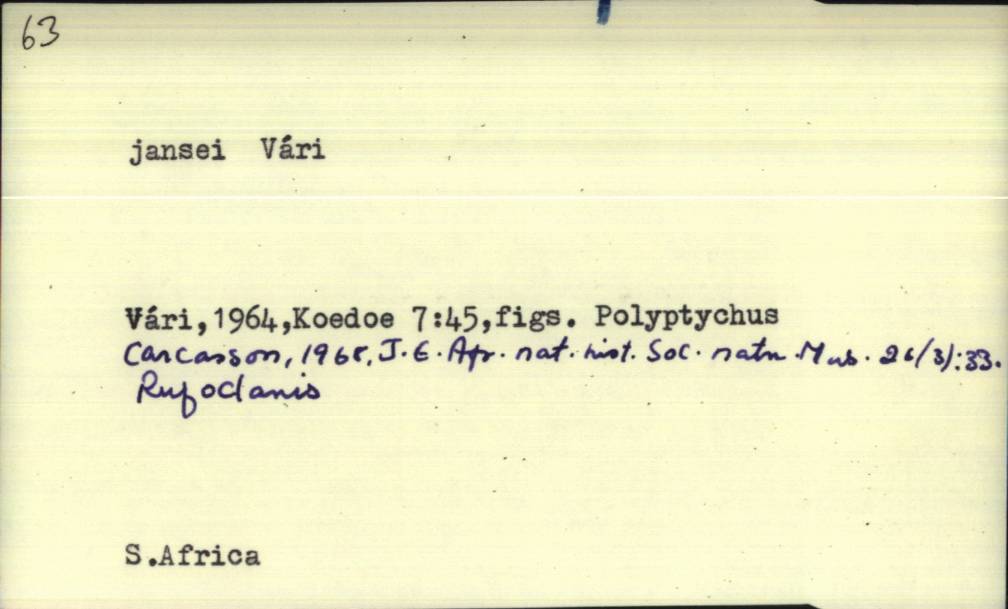 63
jansei Vári
Vári,1964,Koedoe 7:45,figs. Polyptychus
Carcasson, 1968, J. E. Afr. nat. hist. Soc. natn. Mus. 26(3):33.
Rufoclanis
S.Africa